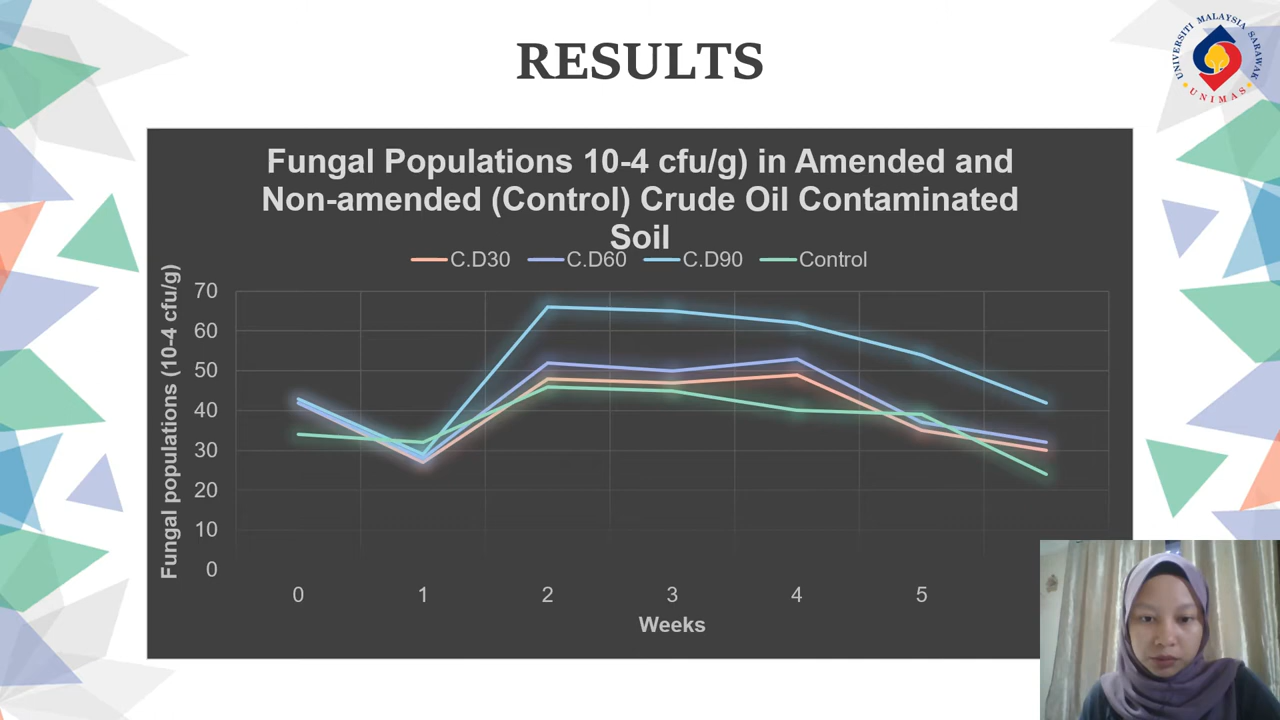 RESULTS
UNIVERSITI MALAYSIA SARAWAK
UNIMAS
Fungal Populations 10-4 cfu/g) in Amended and
Non-amended (Control) Crude Oil Contaminated
Soil
C.D30 C.D60 C.D90 Control
Fungal populations (10-4 cfu/g)
70
60
50
40
30
20
10
0
0 1 2 3 4 5
Weeks